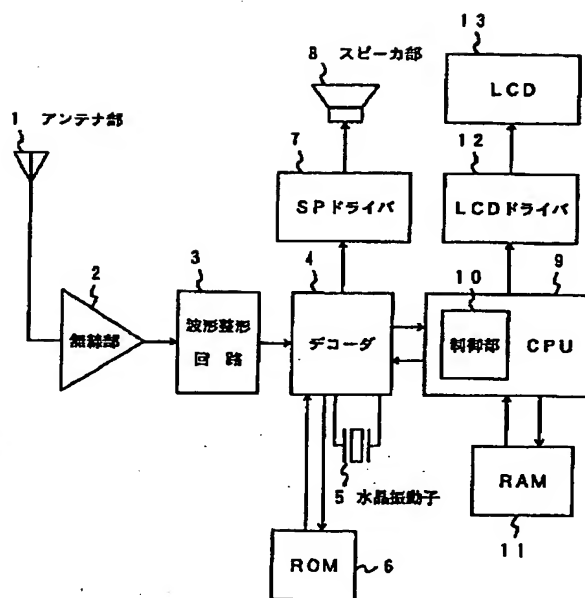 13
8 スピーカ部
LCD
1 アンテナ部
7
12
SPドライバ
LCDドライバ
2
3
4
10
9
無線部
波形整形
回 路
デコーダ
制御部
CPU
5 水晶振動子
RAM
11
ROM
6